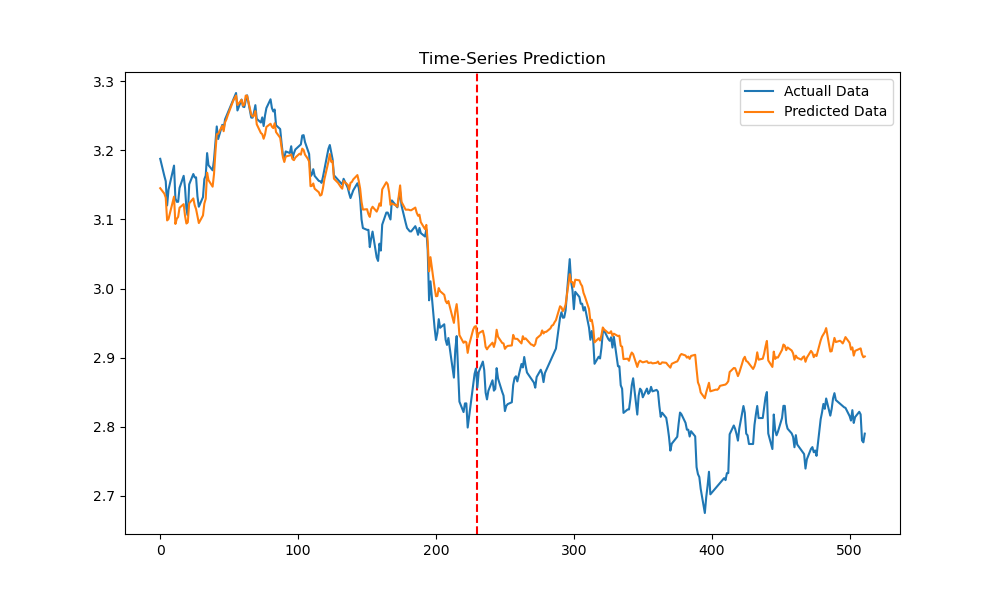 Time-Series Prediction
Actuall Data
Predicted Data
3.3
3.2
3.1
3.0
2.9
2.8
2.7
0 100 200 300 400 500